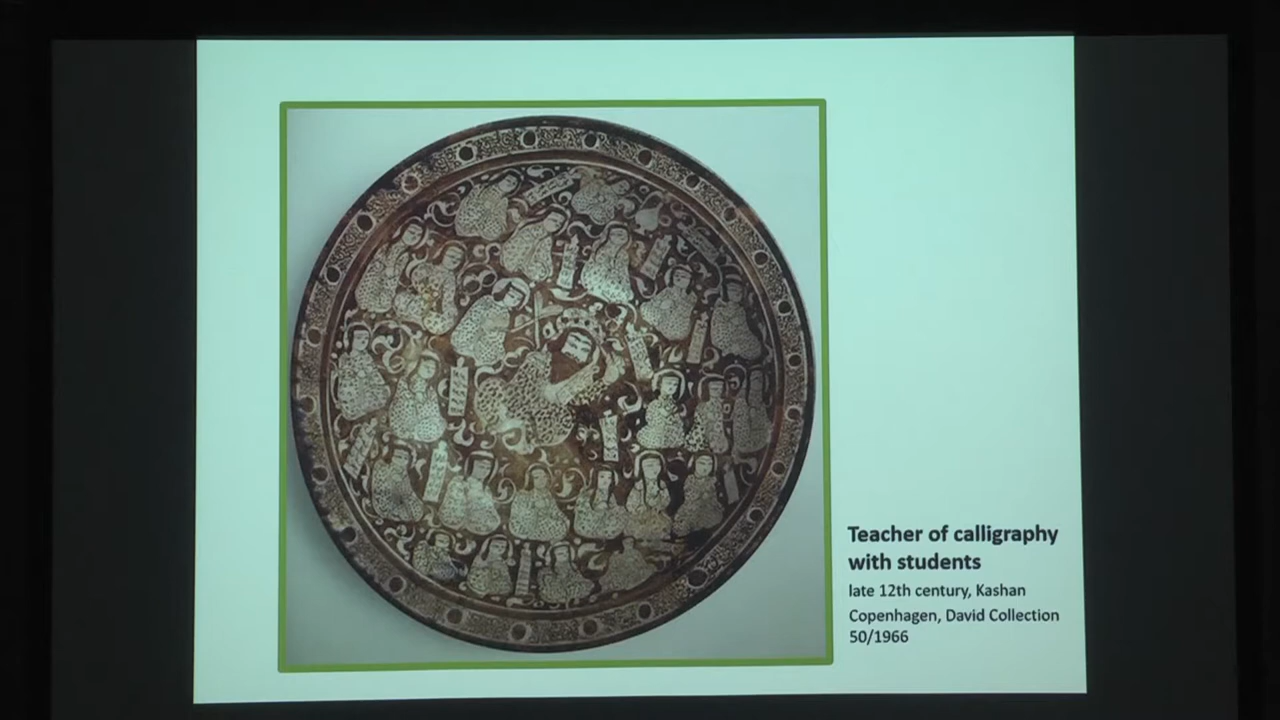 Teacher of calligraphy
with students
late 12th century, Kashan
Copenhagen, David Collection
50/1966